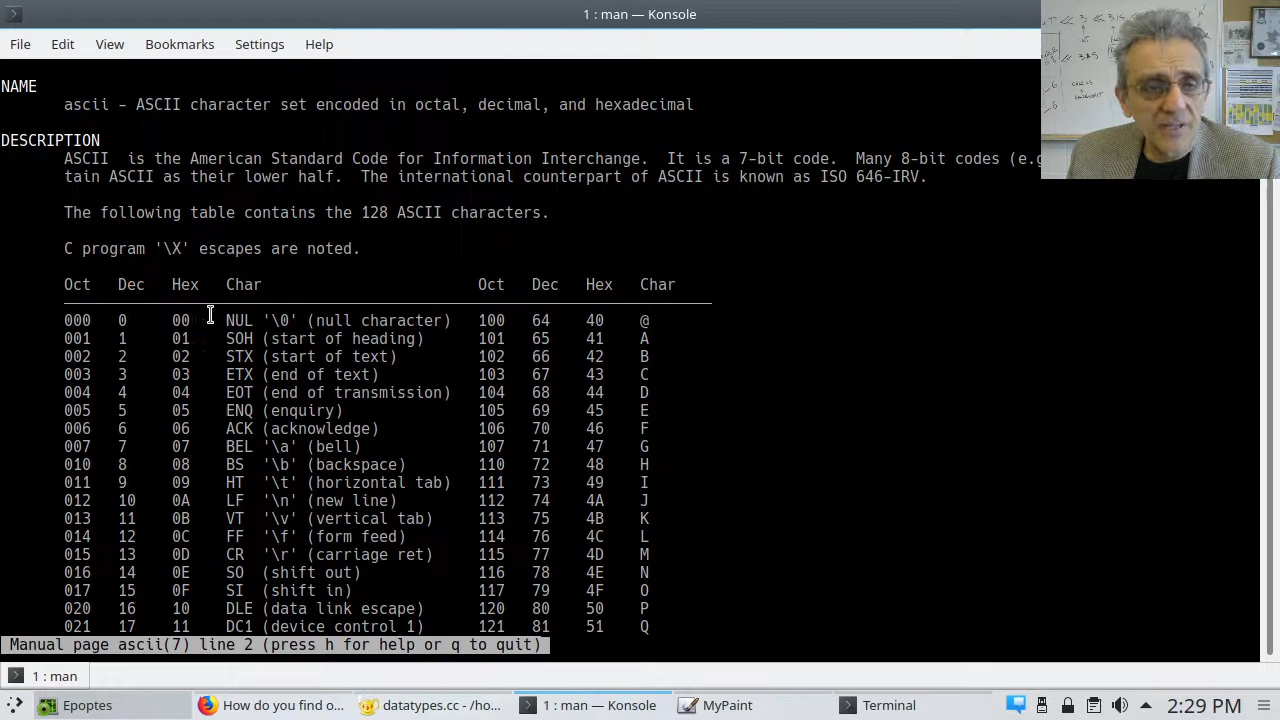 1 : man — Konsole
File Edit View Bookmarks Settings Help
NAME
ascii - ASCII character set encoded in octal, decimal, and hexadecimal
DESCRIPTION
ASCII is the American Standard Code for Information Interchange. It is a 7-bit code. Many 8-bit codes (e.g
tain ASCII as their lower half. The international counterpart of ASCII is known as ISO 646-IRV.
The following table contains the 128 ASCII characters.
C program '\X' escapes are noted.
Oct Dec Hex Char Oct Dec Hex Char
000 0 00 NUL '\0' (null character) 100 64 40 @
001 1 01 SOH (start of heading) 101 65 41 A
002 2 02 STX (start of text) 102 66 42 B
003 3 03 ETX (end of text) 103 67 43 C
004 4 04 EOT (end of transmission) 104 68 44 D
005 5 05 ENQ (enquiry) 105 69 45 E
006 6 06 ACK (acknowledge) 106 70 46 F
007 7 07 BEL '\a' (bell) 107 71 47 G
010 8 08 BS '\b' (backspace) 110 72 48 H
011 9 09 HT '\t' (horizontal tab) 111 73 49 I
012 10 0A LF '\n' (new line) 112 74 4A J
013 11 0B VT '\v' (vertical tab) 113 75 4B K
014 12 0C FF '\f' (form feed) 114 76 4C L
015 13 0D CR '\r' (carriage ret) 115 77 4D M
016 14 0E SO (shift out) 116 78 4E N
017 15 0F SI (shift in) 117 79 4F O
020 16 10 DLE (data link escape) 120 80 50 P
021 17 11 DC1 (device control 1) 121 81 51 Q
Manual page ascii(7) line 2 (press h for help or q to quit)
1 : man
Epoptes How do you find o... datatypes.cc - /ho... 1 : man — Konsole MyPaint Terminal 2:29 PM